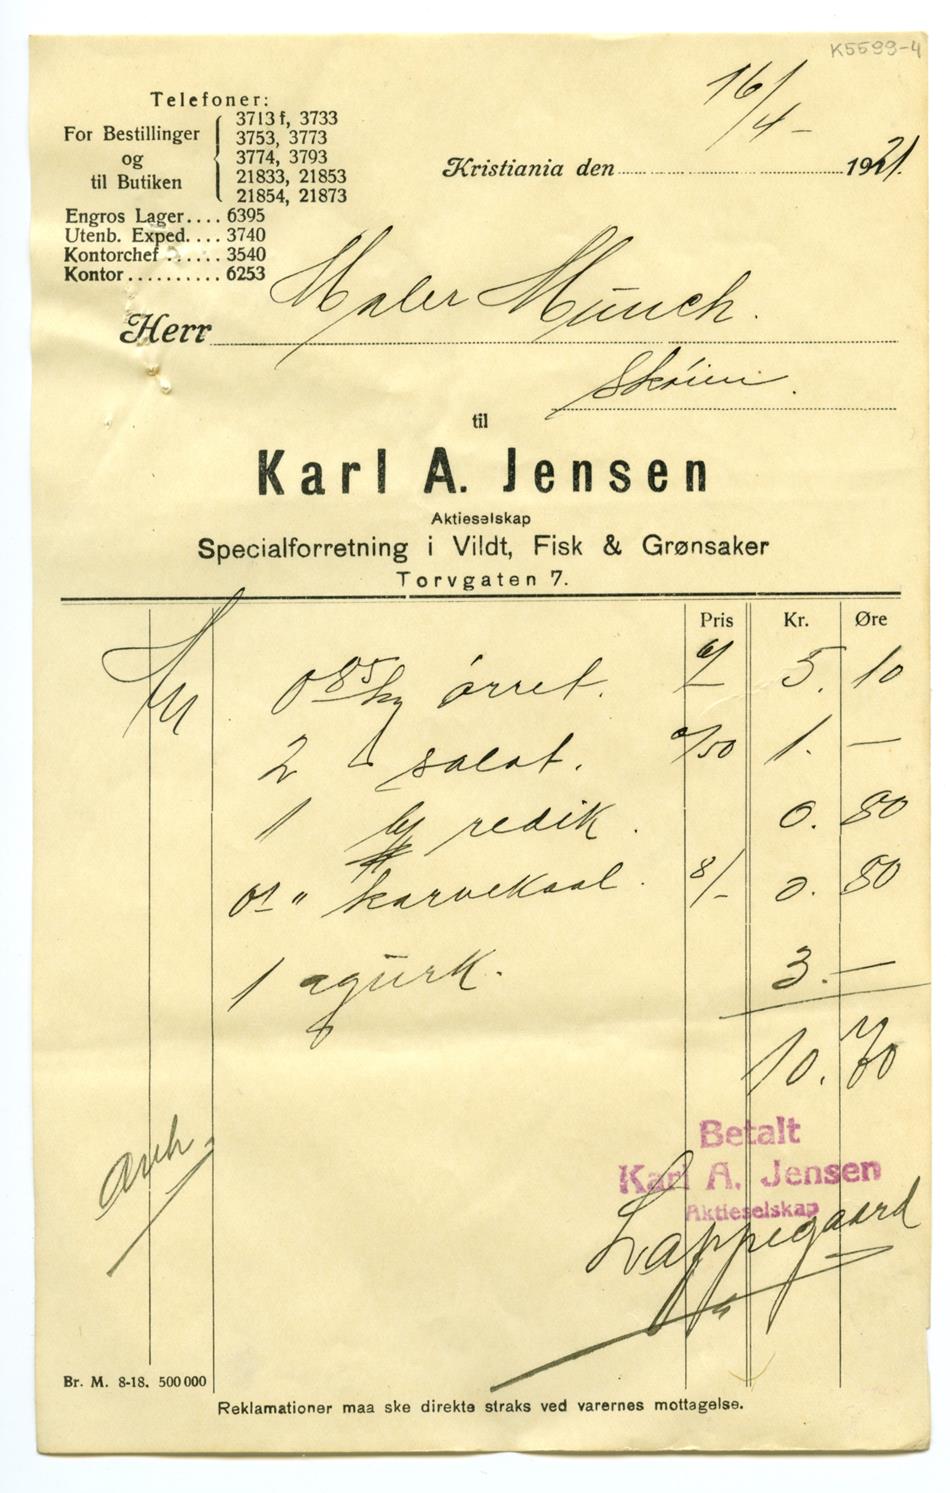 K5599-4
Telefoner:
For Bestillinger og til Butiken
3713 f, 3733
3753, 3773
3774, 3793
21833, 21853
21854, 21873
Engros Lager.... 6395
Utenb. Exped. ... 3740
Kontorchef ...... 3540
Kontor .......... 6253
16/4 -
Kristiania den 1921.
Herr Maler Munch.
Skøien.
til
Karl A. Jensen
Aktieselskap
Specialforretning i Vildt, Fisk & Grønsaker
Torvgaten 7.
Pris Kr. Øre
0 85 kg ørret. 6/- 5. 10
2 salat. a/50 1. —
1 redik. 0. 80
01 " karvekaal. 8/- 0. 80
1 agurk. 3. —
10. 70
Betalt
Karl A. Jensen
Aktieselskap
Lappegaard
Br. M. 8-18. 500 000
Reklamationer maa ske direkte straks ved varernes mottagelse.